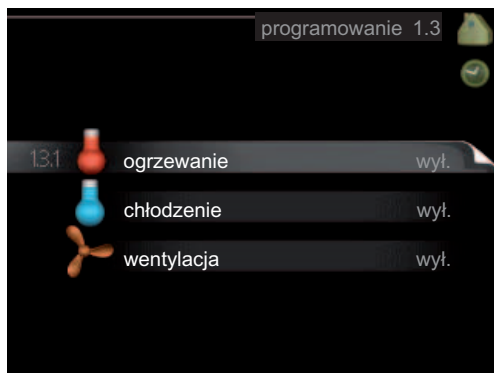 programowanie 1.3
1.3.1 ogrzewanie wył.
chłodzenie wył.
wentylacja wył.